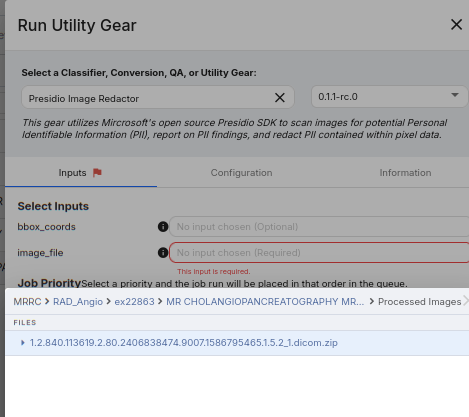 Run Utility Gear
Select a Classifier, Conversion, QA, or Utility Gear:
Presidio Image Redactor
0.1.1-rc.0
This gear utilizes Mircrosoft's open source Presidio SDK to scan images for potential Personal
Identifiable Information (PII), report on PII findings, and redact PII contained within pixel data.
Inputs
Configuration
Information
Select Inputs
bbox_coords
No input chosen (Optional)
image_file
No input chosen (Required)
This input is required.
Job PrioritySelect a priority and the job run will be placed in that order in the queue.
MRRC > RAD_Angio > ex22863 > MR CHOLANGIOPANCREATOGRAPHY MR... > Processed Images
FILES
1.2.840.113619.2.80.2406838474.9007.1586795465.1.5.2_1.dicom.zip